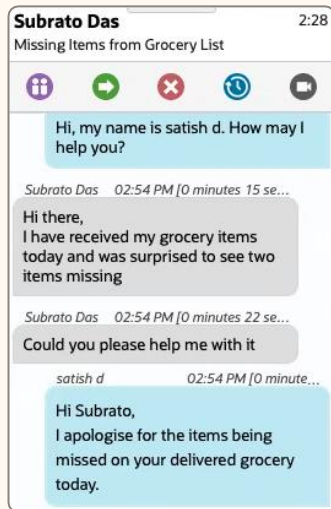 Subrato Das 2:28
Missing Items from Grocery List
Hi, my name is satish d. How may I
help you?
Subrato Das 02:54 PM [0 minutes 15 se...
Hi there,
I have received my grocery items
today and was surprised to see two
items missing
Subrato Das 02:54 PM [0 minutes 22 se...
Could you please help me with it
satish d 02:54 PM [0 minute...
Hi Subrato,
I apologise for the items being
missed on your delivered grocery
today.